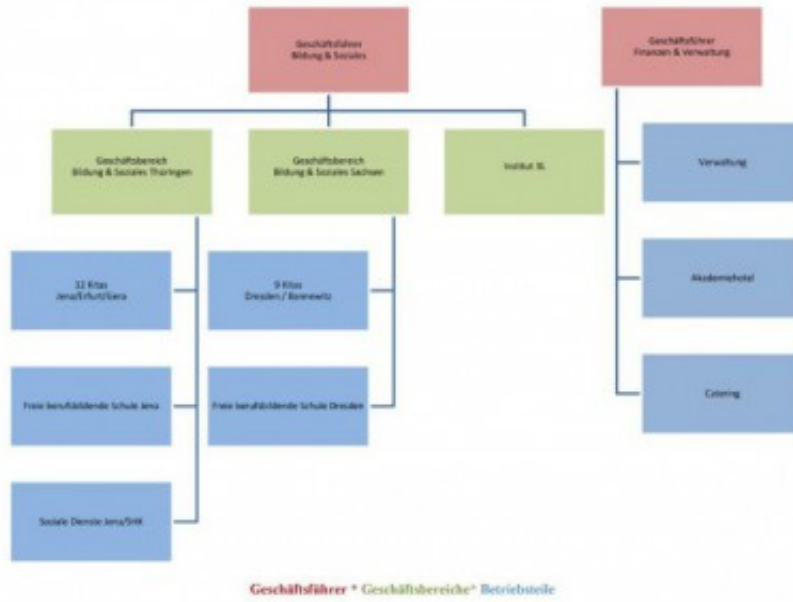 Geschäftsführer
Bildung & Soziales
Geschäftsführer
Finanzen & Verwaltung
Geschäftsbereich
Bildung & Soziales Thüringen
Geschäftsbereich
Bildung & Soziales Sachsen
Institut
Verwaltung
12 Kitas
Jena/Erfurt/Gera
9 Kitas
Dresden / Bannewitz
Akademiehotel
Freie berufsbildende Schule Jena
Freie berufsbildende Schule Dresden
Catering
Soziale Dienste Jena/SHK
Geschäftsführer * Geschäftsbereiche* Betriebsteile